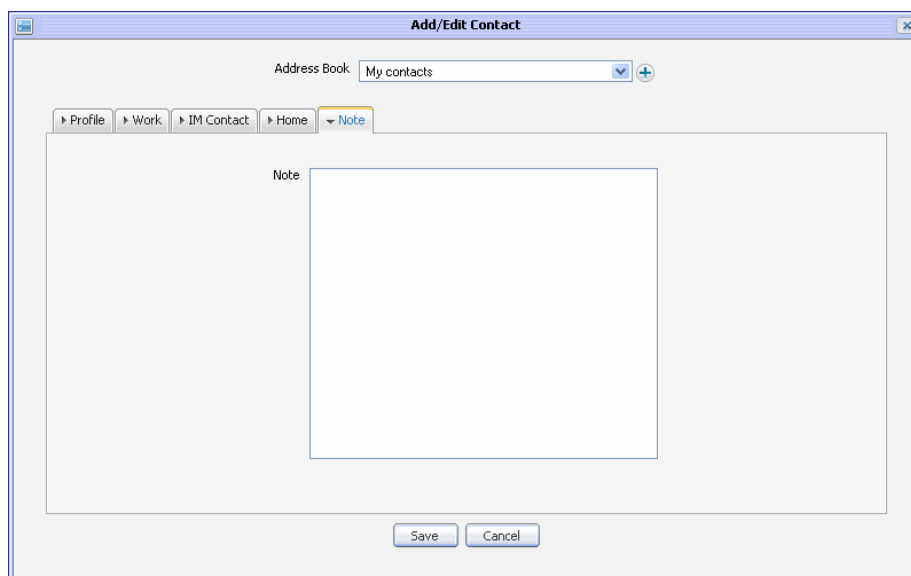 Add/Edit Contact
Address Book My contacts
Profile Work IM Contact Home Note
Note
Save Cancel